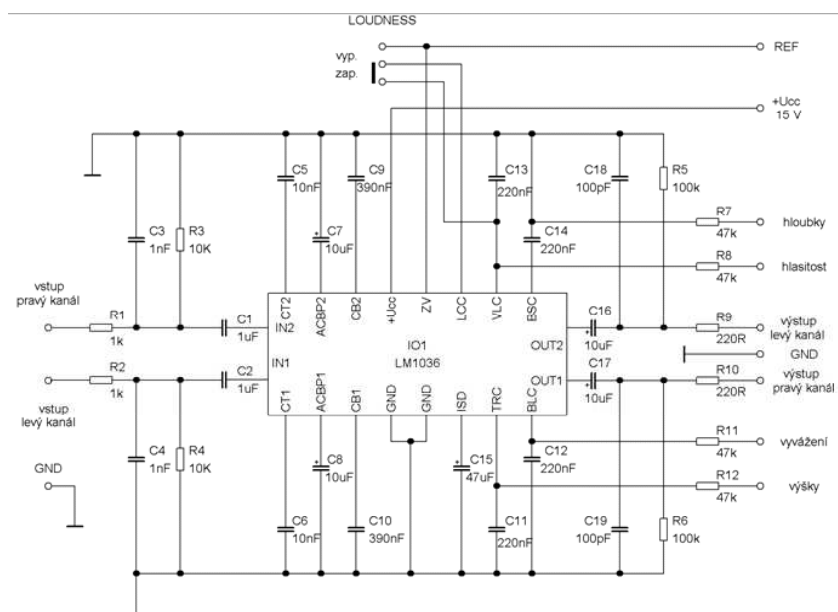 LOUDNESS
vyp.
zap.
REF
+Ucc
15 V
C5
10nF
C9
390nF
C13
220nF
C18
100pF
R5
100k
C3
1nF
R3
10K
C7
+
10uF
C14
220nF
R7
47k
hloubky
R8
47k
hlasitost
vstup
pravý kanál
R1
1k
C1
1uF
CT2
ACBP2
CB2
+Ucc
ZV
LCC
VLC
BSC
IN2
IO1
LM1036
OUT2
C16
+
10uF
R9
220R
výstup
levý kanál
GND
R2
1k
C2
1uF
IN1
OUT1
C17
+
10uF
R10
220R
výstup
pravý kanál
CT1
ACBP1
CB1
GND
GND
ISD
TRC
BLC
vstup
levý kanál
C4
1nF
R4
10K
C8
+
10uF
C15
+
47uF
C12
220nF
R11
47k
vyvážení
GND
R12
47k
výšky
C6
10nF
C10
390nF
C11
220nF
C19
100pF
R6
100k